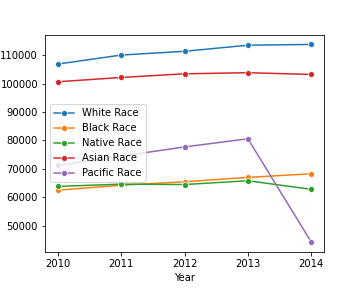 110000
100000
90000
80000
70000
60000
50000
White Race
Black Race
Native Race
Asian Race
Pacific Race
2010 2011 2012 2013 2014
Year